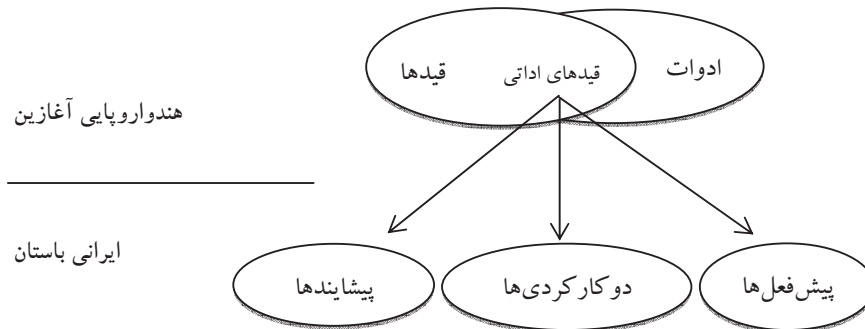 ادوات
قیدهای اداتی
قیدها
هندواروپایی آغازین
ایرانی باستان
پیش‌فعل‌ها
دوکارکردی‌ها
پیشایندها